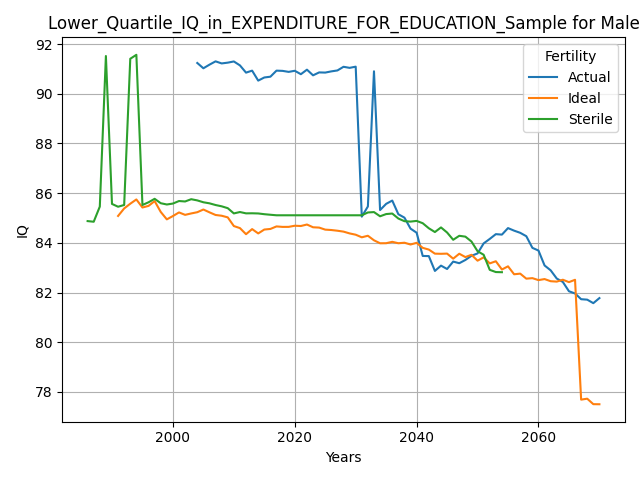 Lower_Quartile_IQ_in_EXPENDITURE_FOR_EDUCATION_Sample for Male
Fertility
Actual
Ideal
Sterile
IQ
92
90
88
86
84
82
80
78
2000
2020
2040
2060
Years